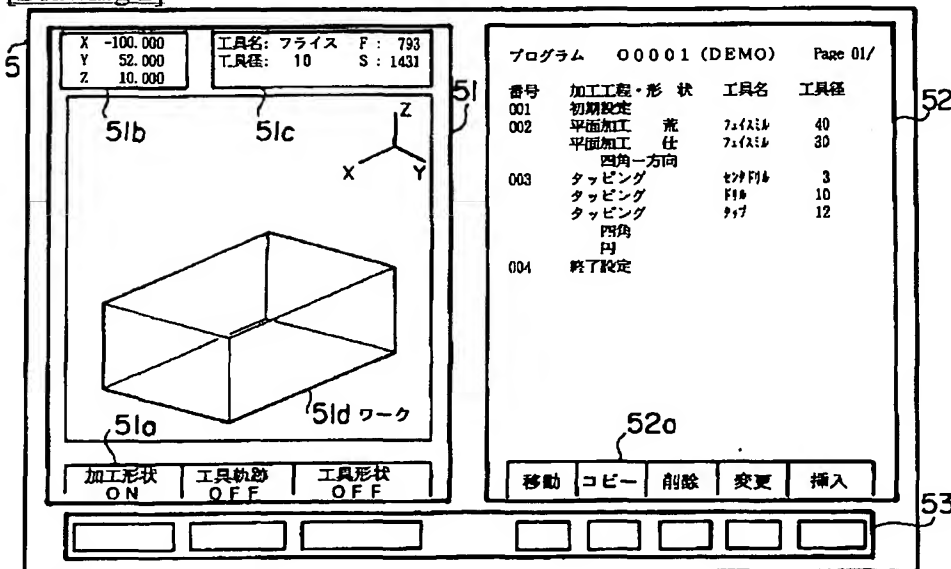 5
X -100.000
Y 52.000
Z 10.000
工具名: フライス F : 793
工具径: 10 S : 1431
51b
51c
51
Z
X
Y
51d ワーク
51a
加工形状 ON
工具軌跡 OFF
工具形状 OFF
プログラム O0001 (DEMO) Page 01/
52
番号 加工工程・形 状 工具名 工具径
001 初期設定
002 平面加工 荒 フェイスミル 40
平面加工 仕 フェイスミル 30
四角一方向
003 タッピング センタドリル 3
タッピング ドリル 10
タッピング タップ 12
四角
円
004 終了設定
52a
移動 コピー 削除 変更 挿入
53